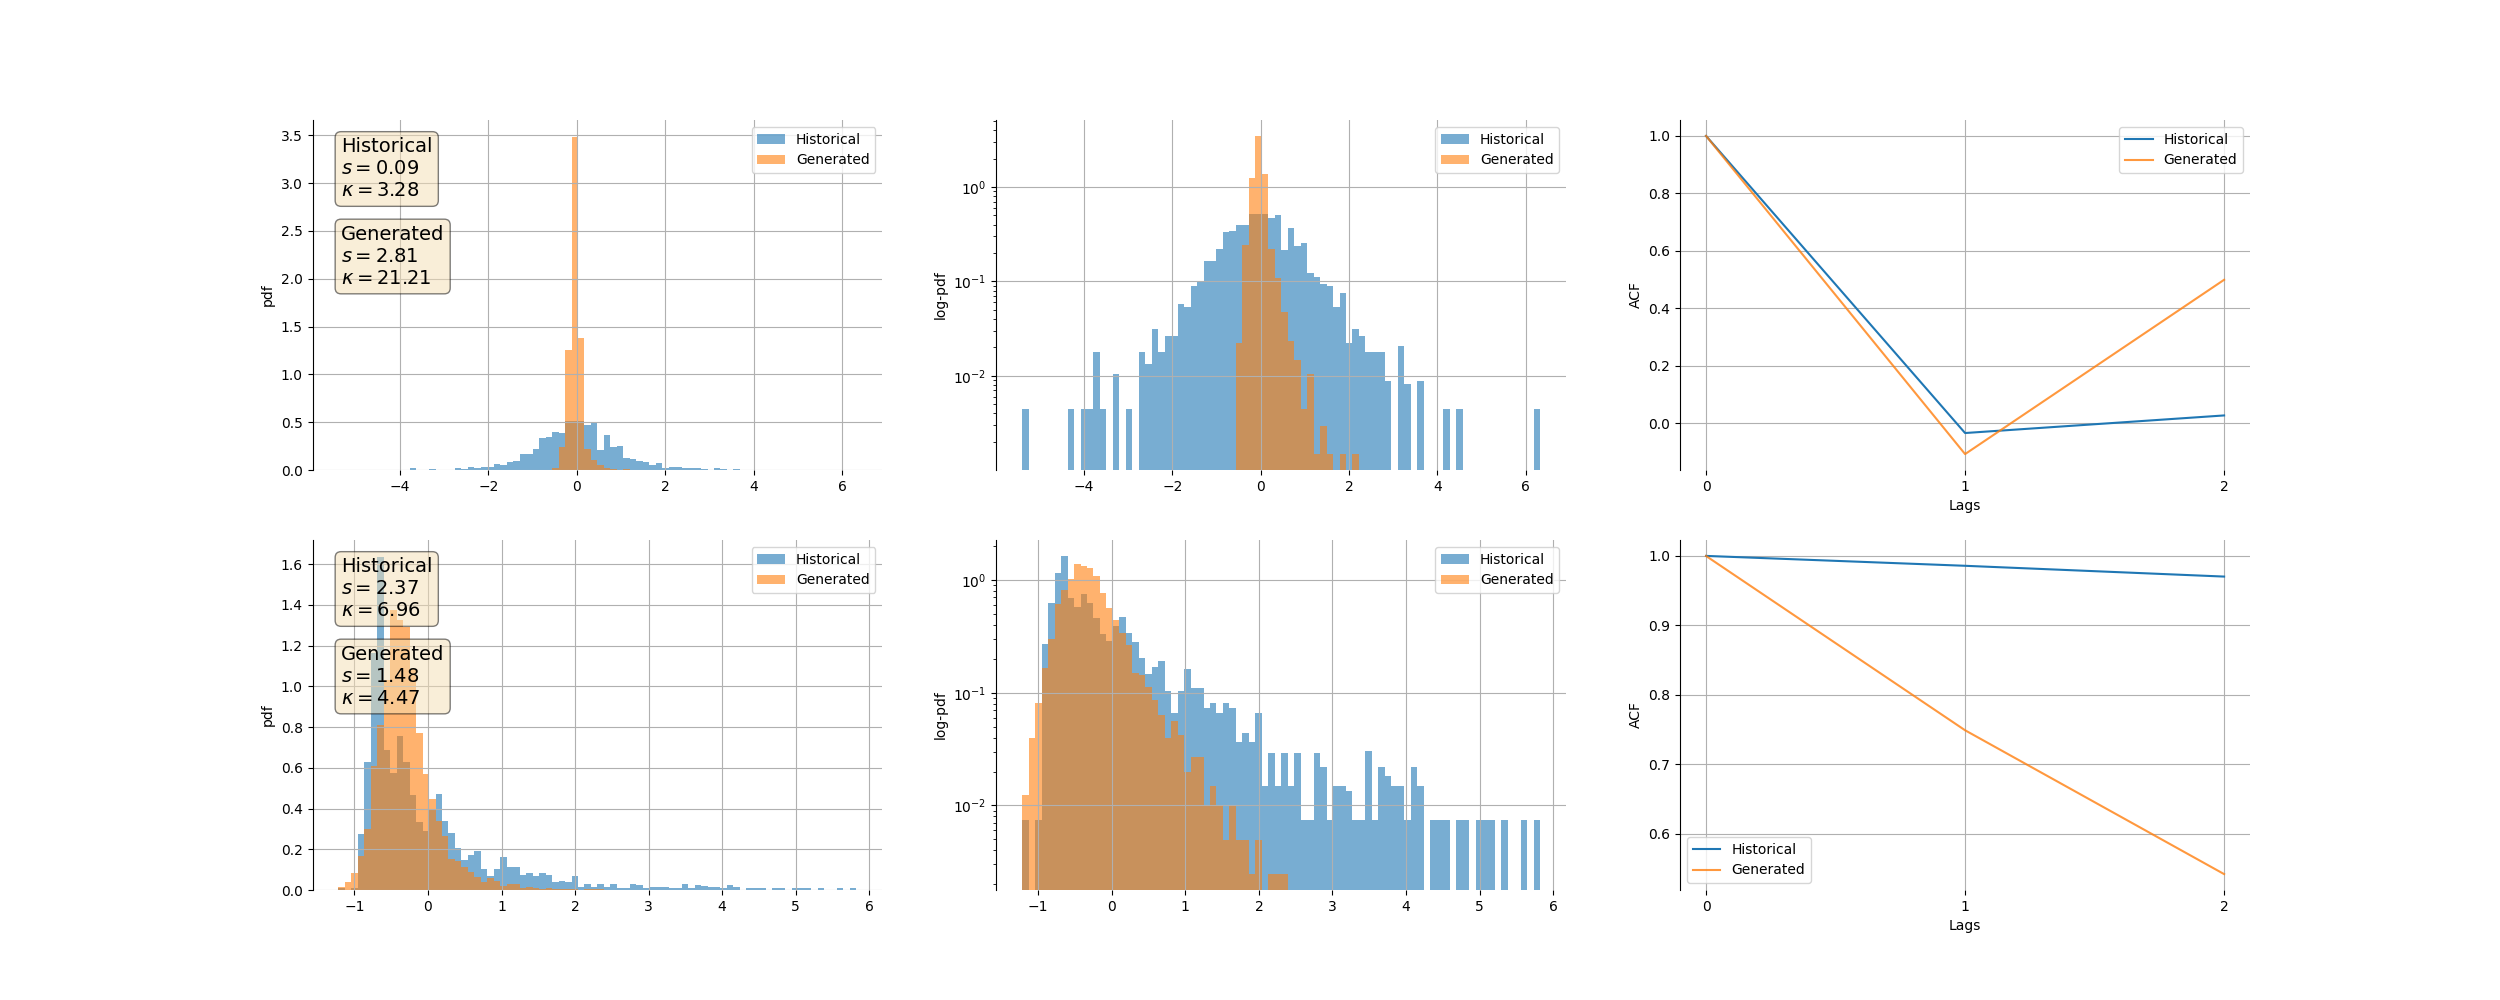 Historical
s = 0.09
κ = 3.28
Generated
s = 2.81
κ = 21.21
Historical
Generated
pdf
3.5
3.0
2.5
2.0
1.5
1.0
0.5
0.0
−4 −2 0 2 4 6
Historical
Generated
log-pdf
10⁰
10⁻¹
10⁻²
−4 −2 0 2 4 6
Historical
Generated
ACF
1.0
0.8
0.6
0.4
0.2
0.0
0 1 2
Lags
Historical
s = 2.37
κ = 6.96
Generated
s = 1.48
κ = 4.47
Historical
Generated
pdf
1.6
1.4
1.2
1.0
0.8
0.6
0.4
0.2
0.0
−1 0 1 2 3 4 5 6
Historical
Generated
log-pdf
10⁰
10⁻¹
10⁻²
−1 0 1 2 3 4 5 6
ACF
1.0
0.9
0.8
0.7
0.6
Historical
Generated
0 1 2
Lags